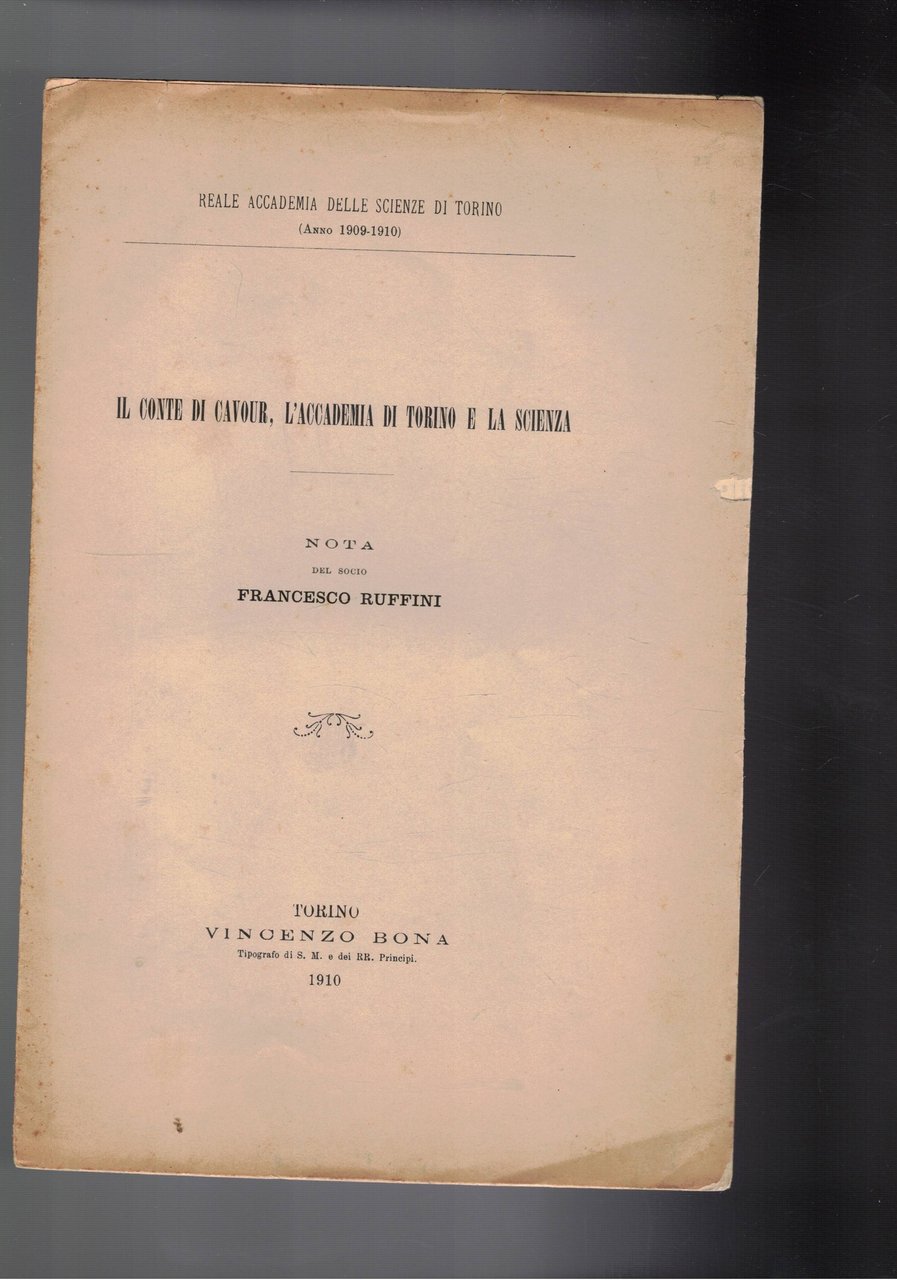 REALE ACCADEMIA DELLE SCIENZE DI TORINO
(Anno 1909-1910)
IL CONTE DI CAVOUR, L'ACCADEMIA DI TORINO E LA SCIENZA
NOTA
DEL SOCIO
FRANCESCO RUFFINI
TORINO
VINCENZO BONA
Tipografo di S. M. e dei RR. Principi.
1910